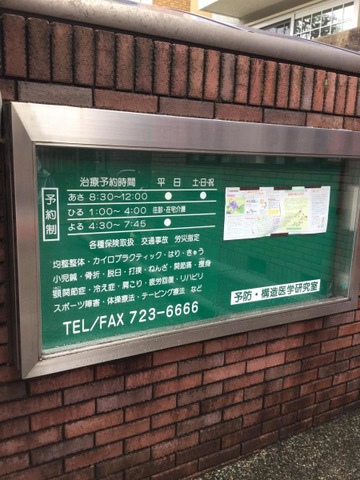 治療予約時間 平日 土・日・祝
予約制
あさ 8:30~12:00 ● ●
ひる 1:00~ 4:00 往診・在宅介護
よる 4:30~ 7:45 ●
各種保険取扱 交通事故 労災指定
均整整体・カイロプラクティック・はり・きゅう
小児鍼・骨折・脱臼・打撲・ねんざ・関節痛・痩身
顎関節症・冷え症・肩こり・疲労回復・リハビリ
スポーツ障害・体操療法・テーピング療法 など
TEL/FAX 723-6666
予防・構造医学研究室